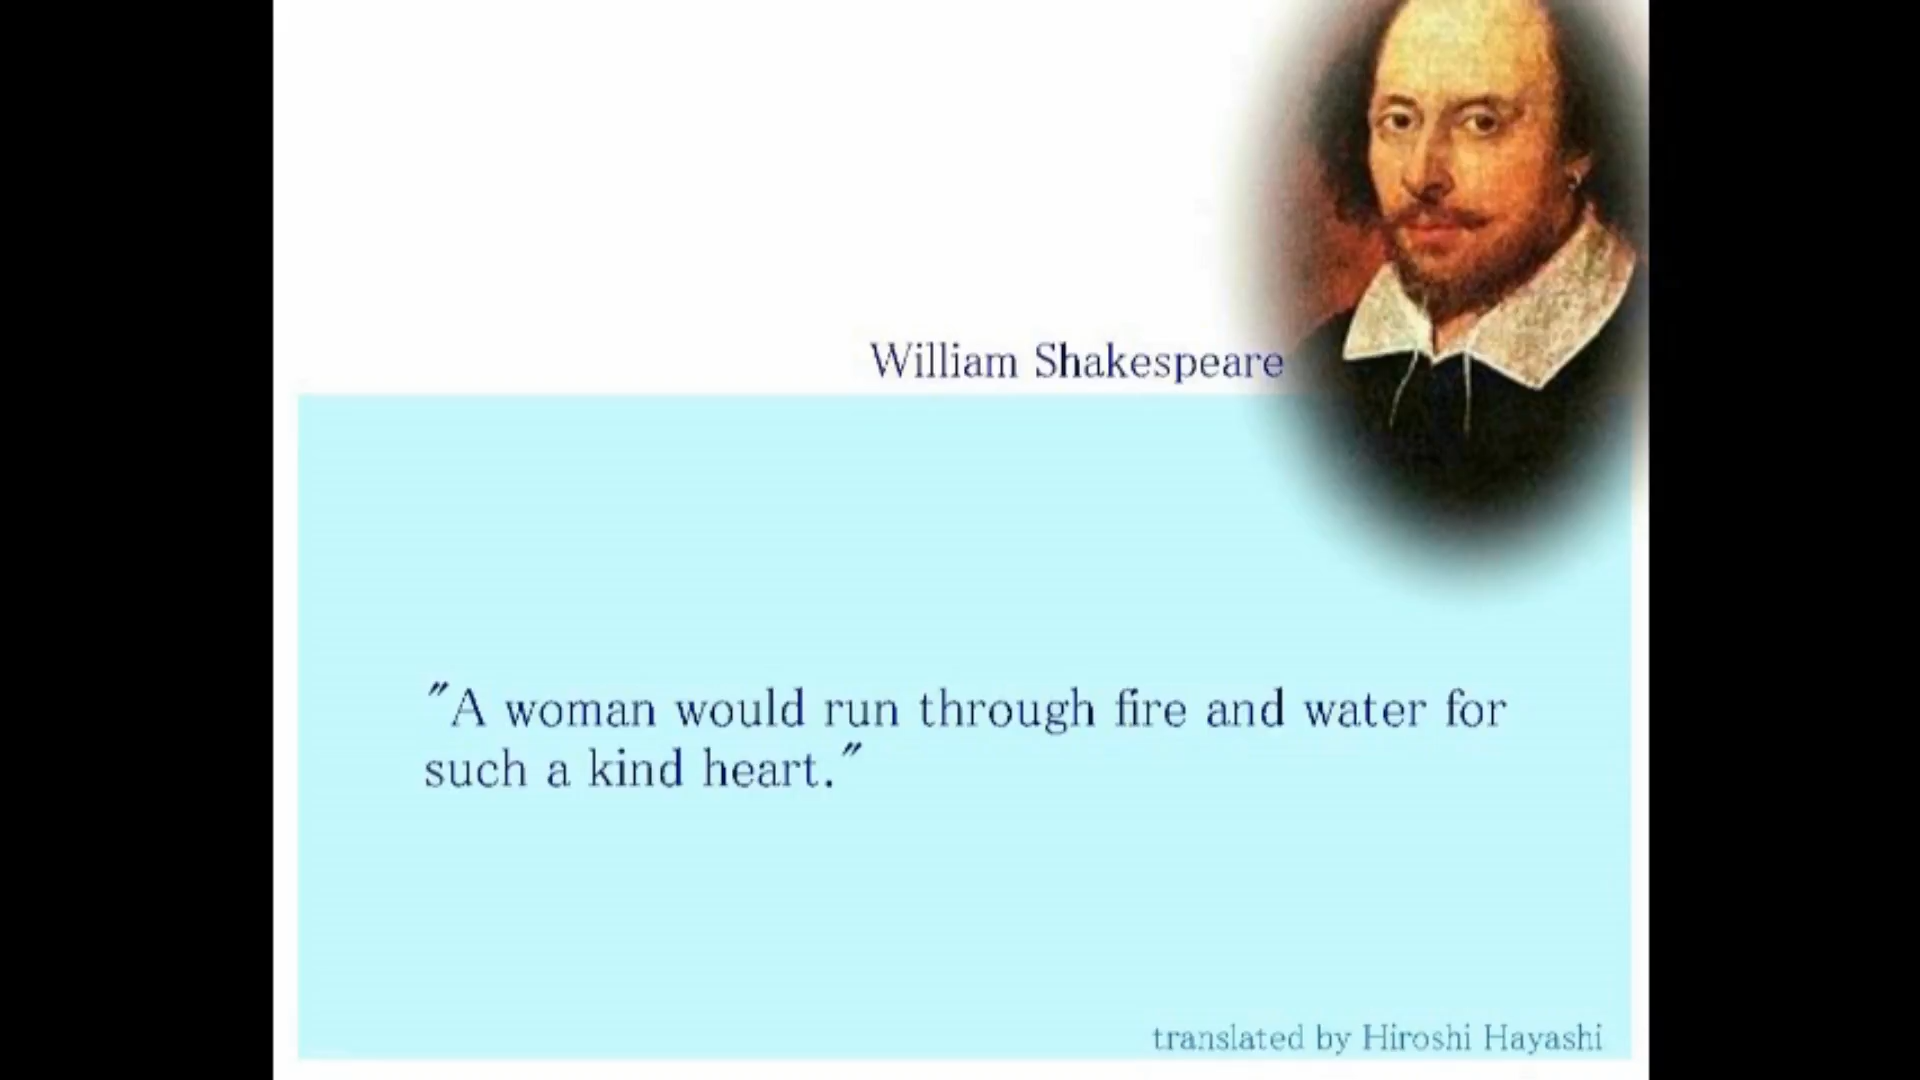 William Shakespeare
"A woman would run through fire and water for
such a kind heart."
translated by Hiroshi Hayashi